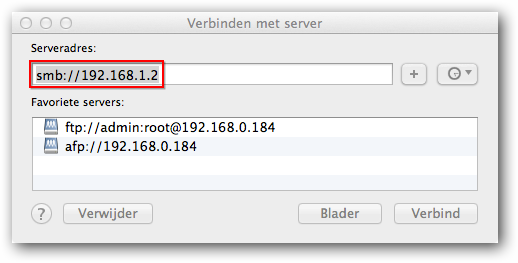 Verbinden met server
Serveradres:
smb://192.168.1.2
+
Favoriete servers:
ftp://admin:root@192.168.0.184
afp://192.168.0.184
?
Verwijder
Blader
Verbind